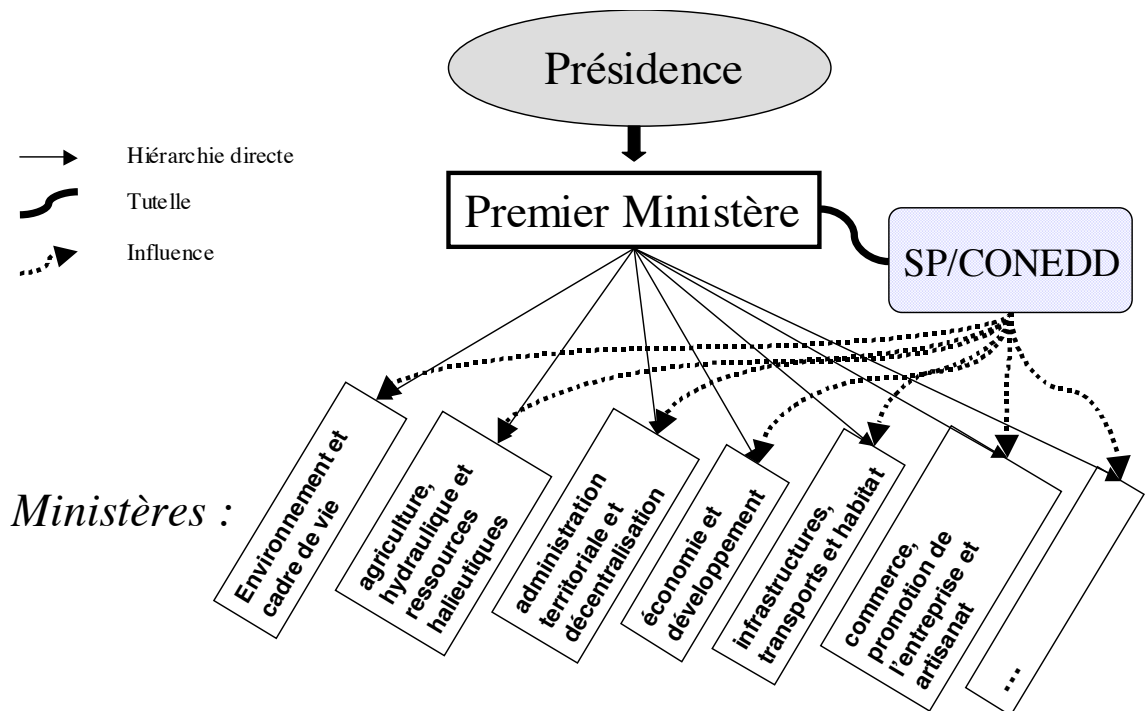 Présidence
Hiérarchie directe
Tutelle
Influence
Premier Ministère
SP/CONEDD
Ministères :
Environnement et
cadre de vie
agriculture,
hydraulique et
ressources
halieutiques
administration
territoriale et
décentralisation
économie et
développement
infrastructures,
transports et habitat
commerce,
promotion de
l'entreprise et
artisanat
...